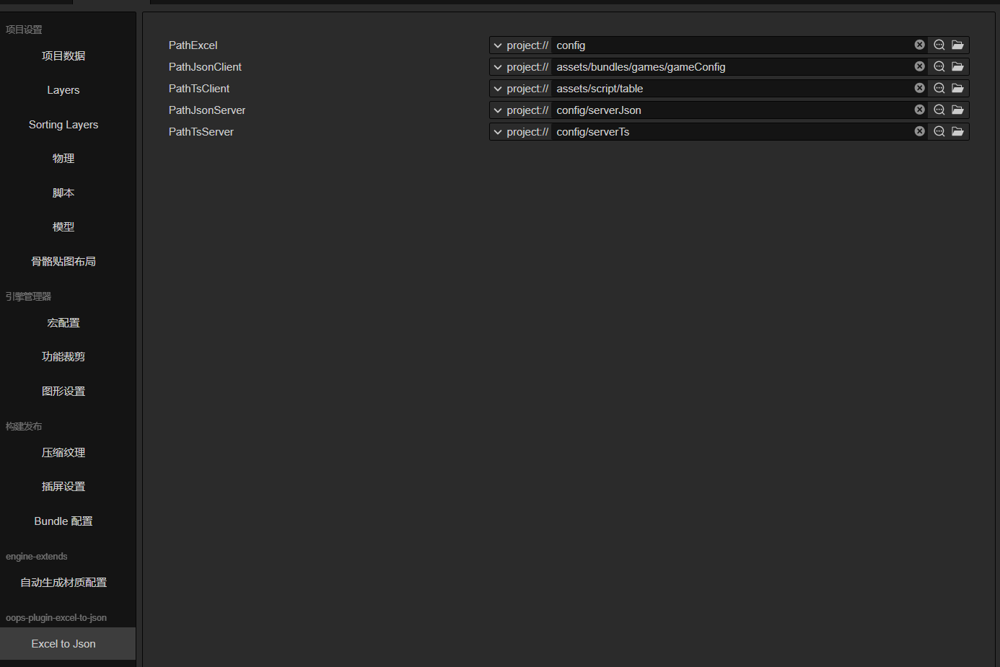 项目设置
项目数据
Layers
Sorting Layers
物理
脚本
模型
骨骼贴图布局
引擎管理器
宏配置
功能裁剪
图形设置
构建发布
压缩纹理
插屏设置
Bundle 配置
engine-extends
自动生成材质配置
oops-plugin-excel-to-json
Excel to Json
PathExcel project:// config
PathJsonClient project:// assets/bundles/games/gameConfig
PathTsClient project:// assets/script/table
PathJsonServer project:// config/serverJson
PathTsServer project:// config/serverTs